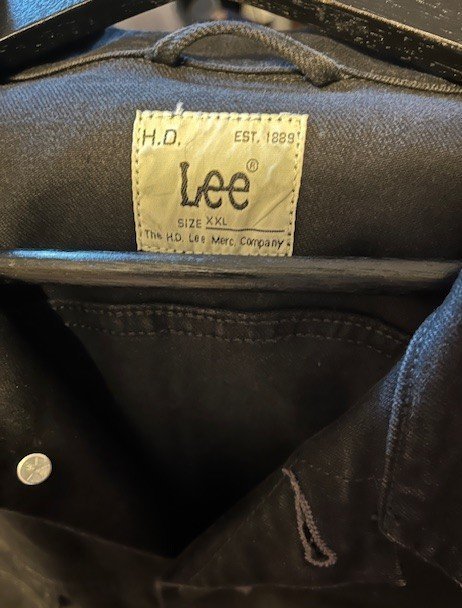 H.D. EST. 1889
Lee®
SIZE XXL
The H.D. Lee Merc. Company